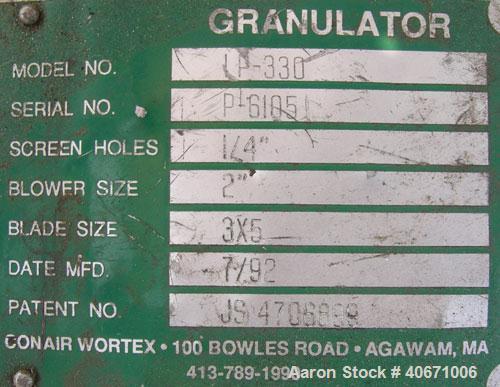 GRANULATOR
MODEL NO. LP-330
SERIAL NO. P-6105
SCREEN HOLES 1/4"
BLOWER SIZE 2"
BLADE SIZE 3X5
DATE MFD. 7/92
PATENT NO.
CONAIR WORTEX • 100 BOWLES ROAD • AGAWAM, MA
Aaron Stock # 40671006